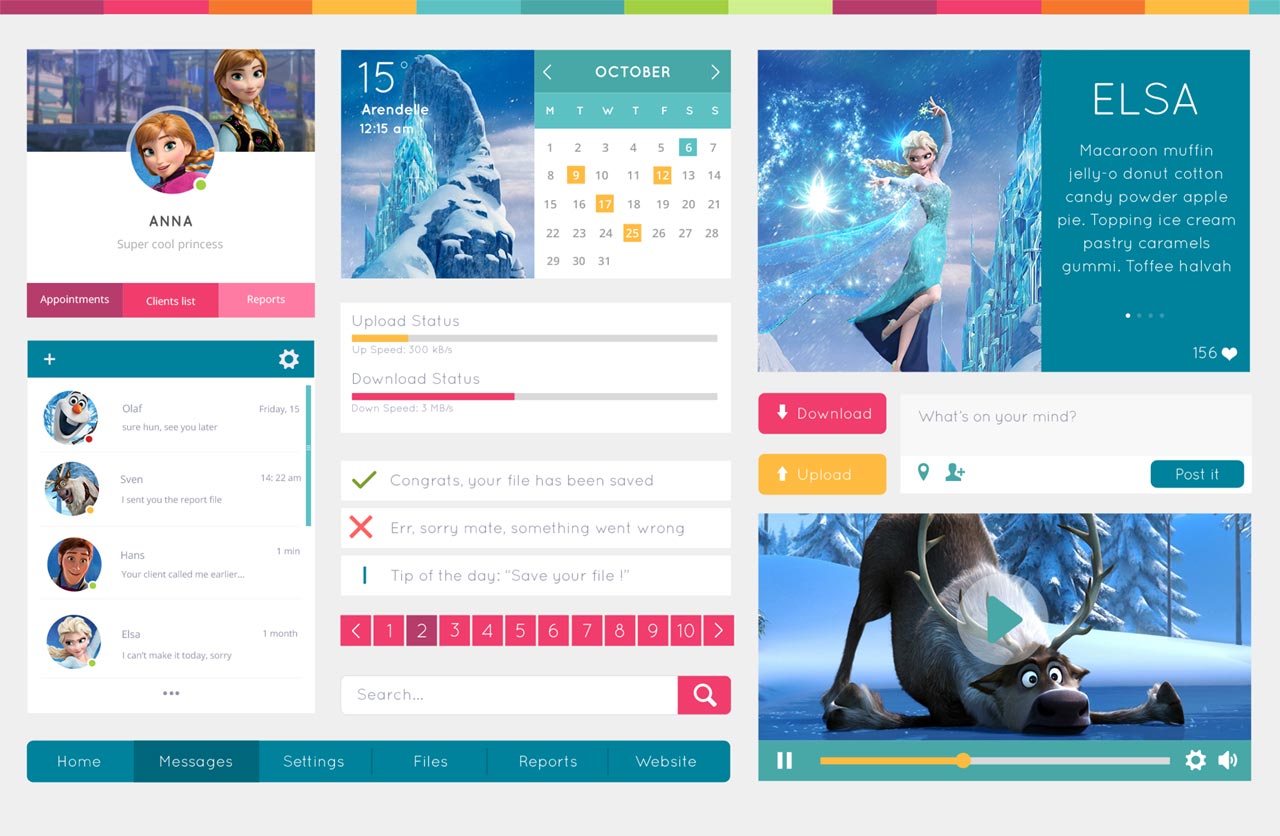 ANNA
Super cool princess
Appointments
Clients list
Reports
+
Olaf
Friday, 15
sure hun, see you later
Sven
14: 22 am
I sent you the report file
Hans
1 min
Your client called me earlier...
Elsa
1 month
I can't make it today, sorry
15°
Arendelle
12:15 am
OCTOBER
M T W T F S S
1 2 3 4 5 6 7
8 9 10 11 12 13 14
15 16 17 18 19 20 21
22 23 24 25 26 27 28
29 30 31
Upload Status
Up Speed: 300 kB/s
Download Status
Down Speed: 3 MB/s
Congrats, your file has been saved
Err, sorry mate, something went wrong
Tip of the day: “Save your file !”
1 2 3 4 5 6 7 8 9 10
Search...
Home
Messages
Settings
Files
Reports
Website
ELSA
Macaroon muffin
jelly-o donut cotton
candy powder apple
pie. Topping ice cream
pastry caramels
gummi. Toffee halvah
156
Download
Upload
What's on your mind?
Post it